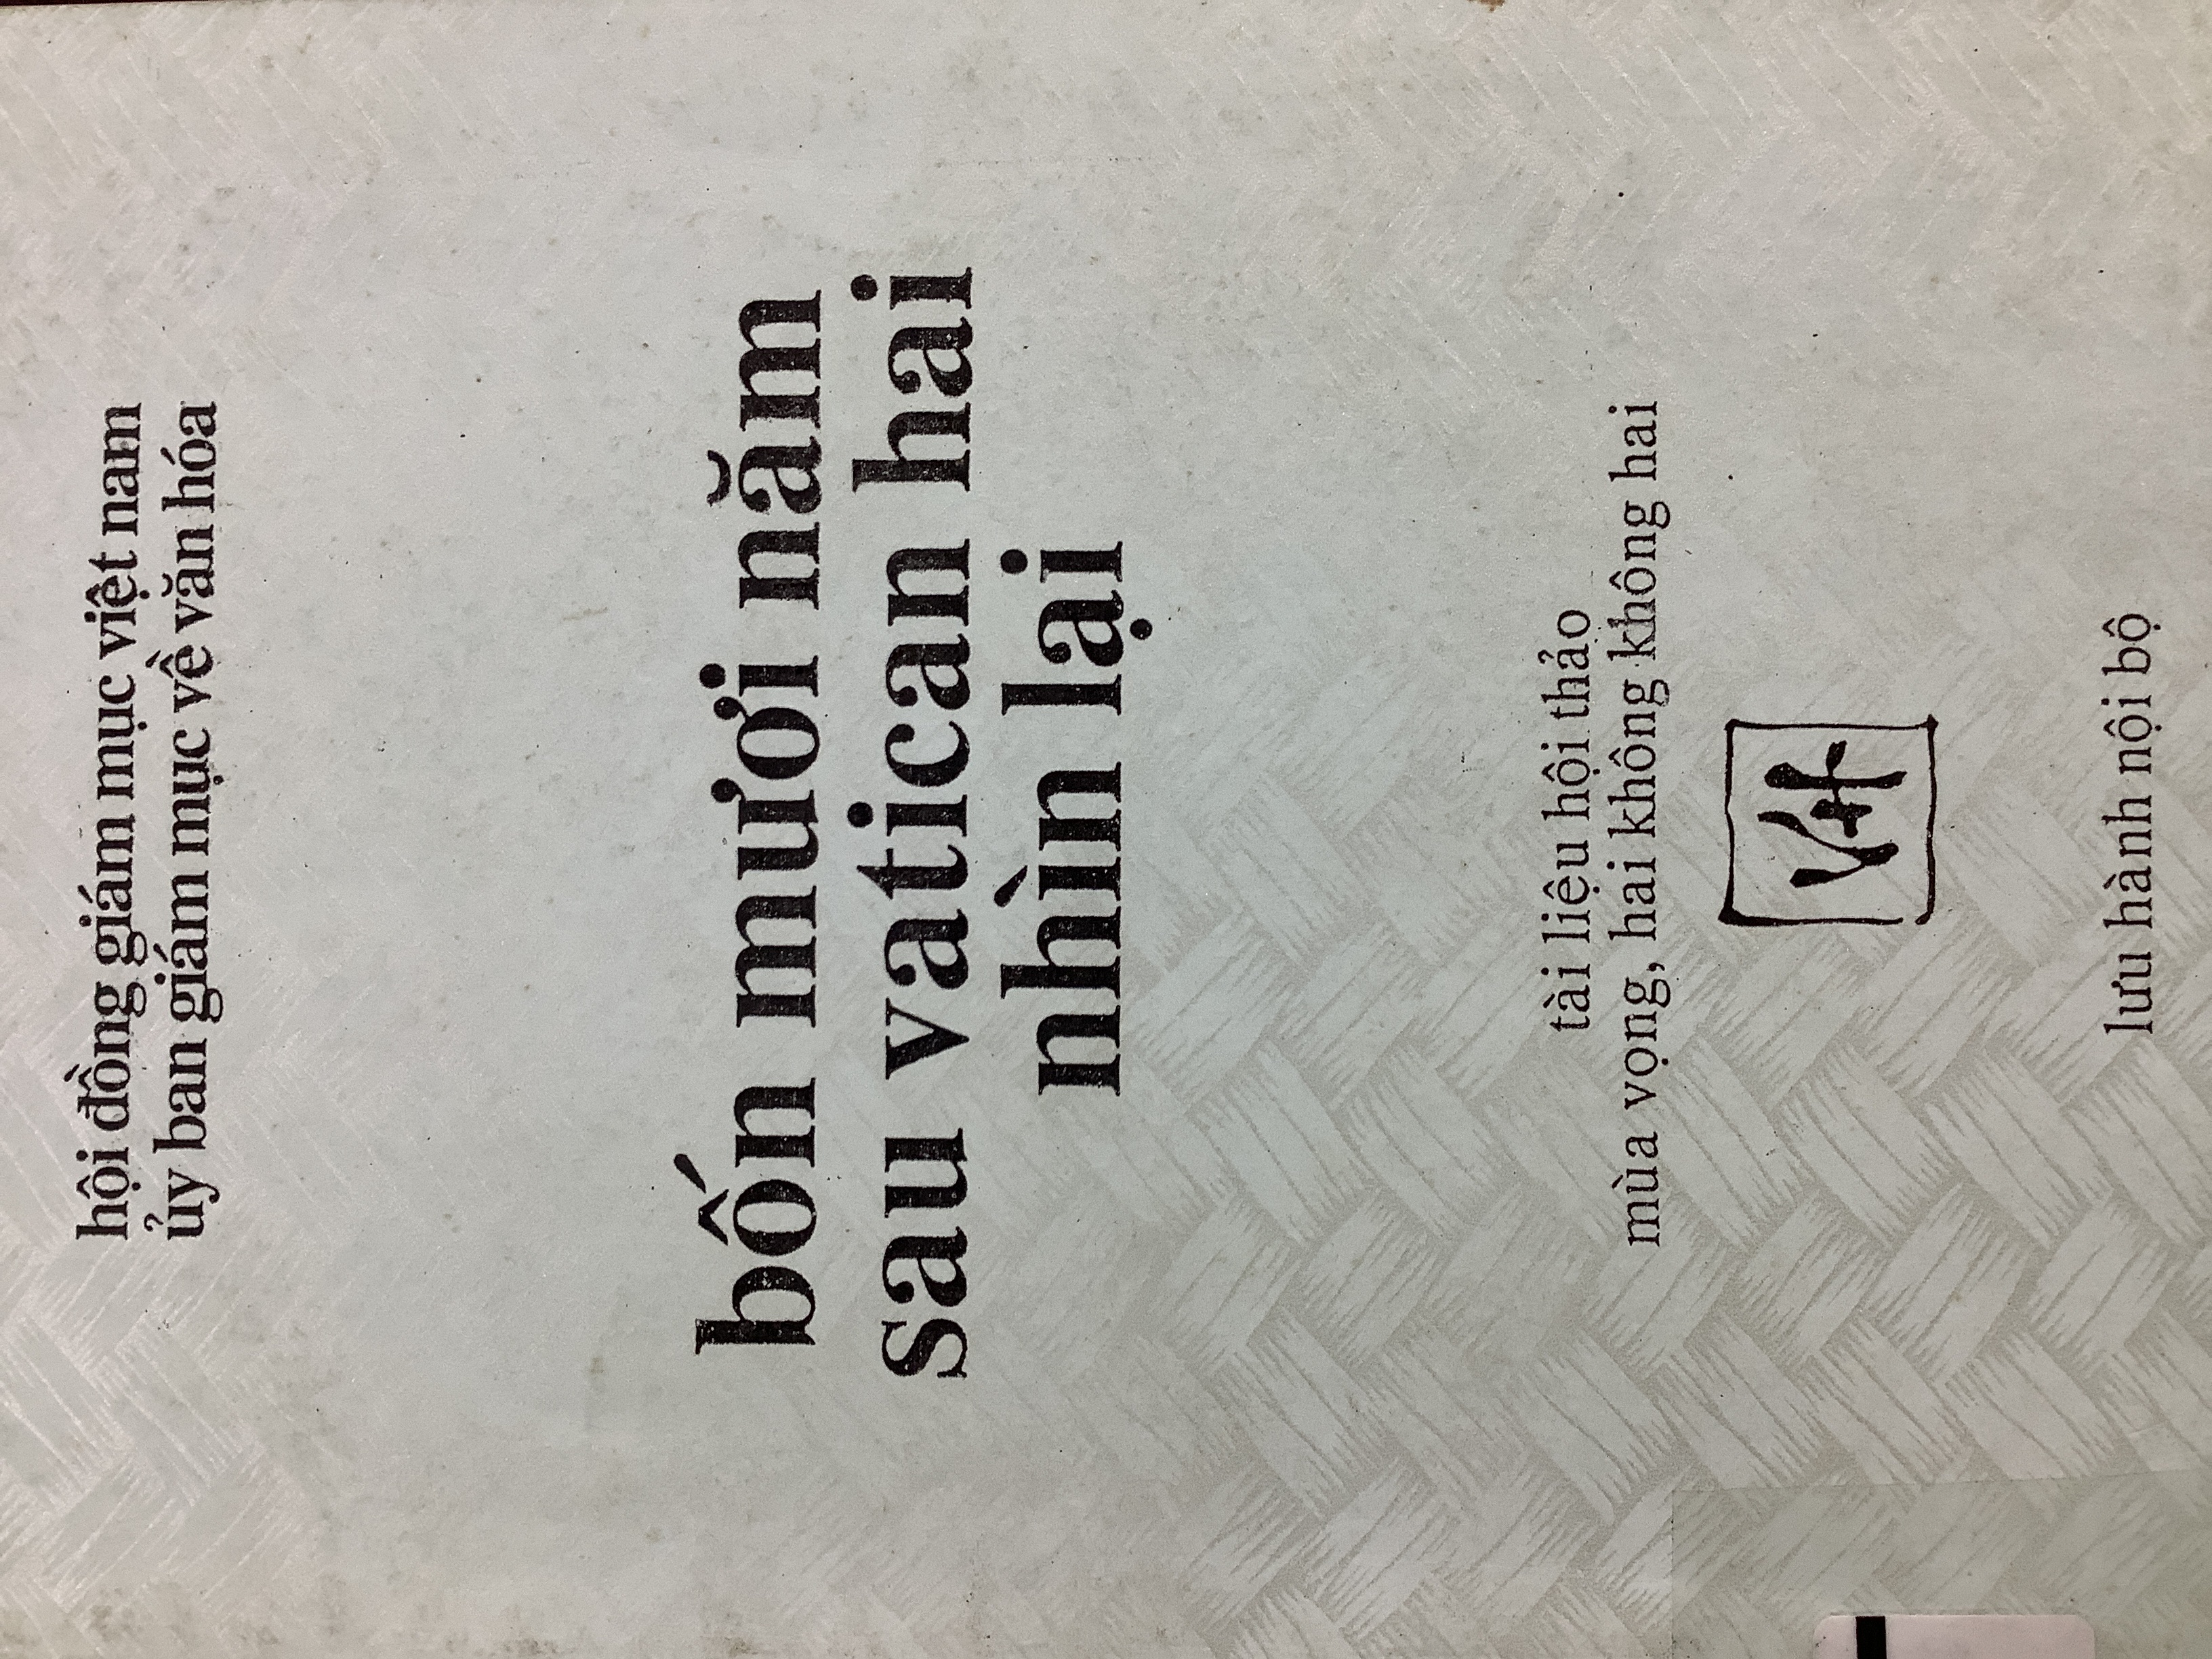 hội đồng giám mục việt nam
ủy ban giám mục về văn hóa
bốn mươi năm
sau vatican hai
nhìn lại
tài liệu hội thảo
mùa vọng, hai không không hai
lưu hành nội bộ